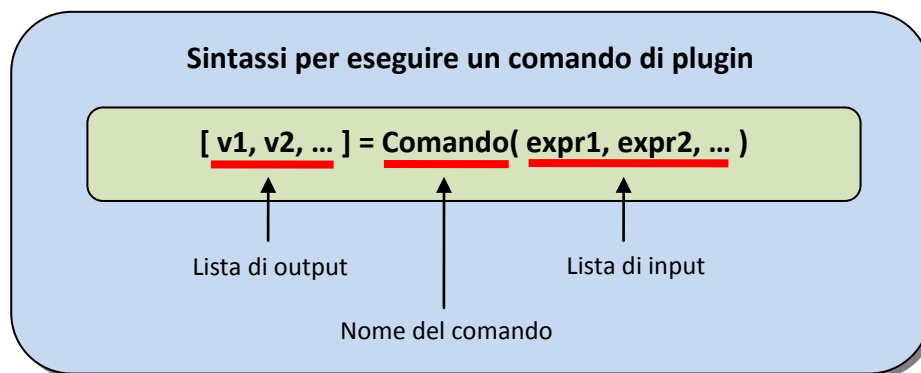 Sintassi per eseguire un comando di plugin
[ v1, v2, … ] = Comando( expr1, expr2, … )
Lista di output
Lista di input
Nome del comando